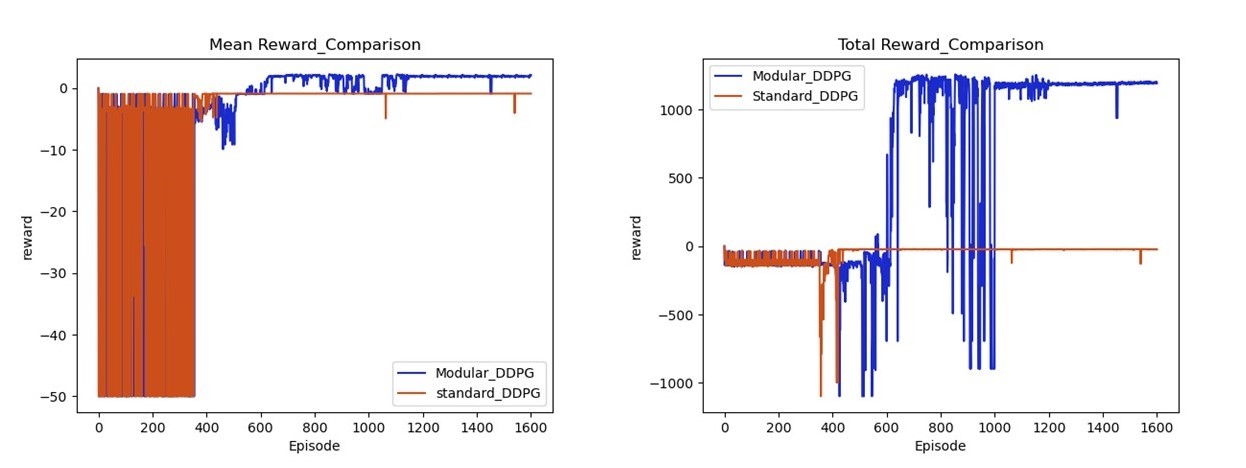 Mean Reward_Comparison
reward
0
−10
−20
−30
−40
−50
Modular_DDPG
standard_DDPG
0 200 400 600 800 1000 1200 1400 1600
Episode
Total Reward_Comparison
Modular_DDPG
Standard_DDPG
reward
1000
500
0
−500
−1000
0 200 400 600 800 1000 1200 1400 1600
Episode